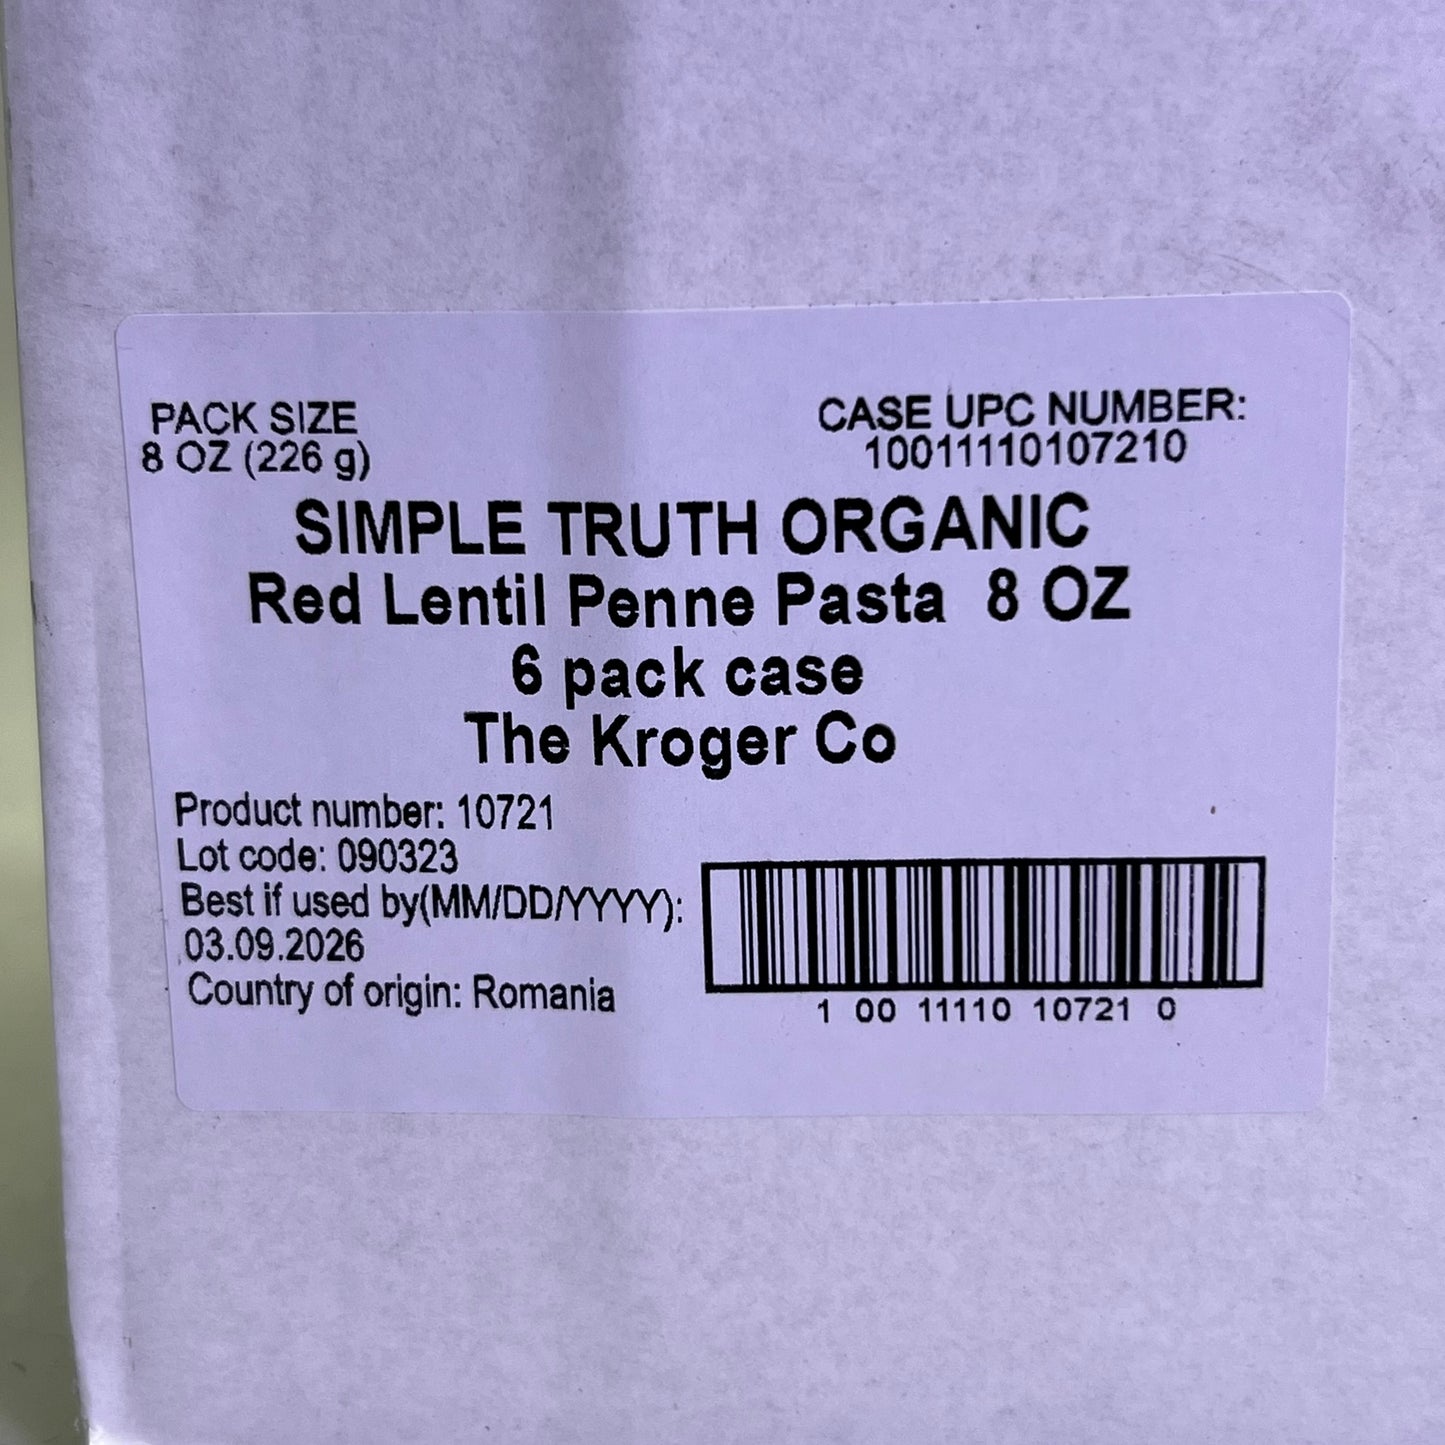 PACK SIZE
8 OZ (226 g)
CASE UPC NUMBER:
10011110107210
SIMPLE TRUTH ORGANIC
Red Lentil Penne Pasta 8 OZ
6 pack case
The Kroger Co
Product number: 10721
Lot code: 090323
Best if used by(MM/DD/YYYY):
03.09.2026
Country of origin: Romania
1 00 11110 10721 0